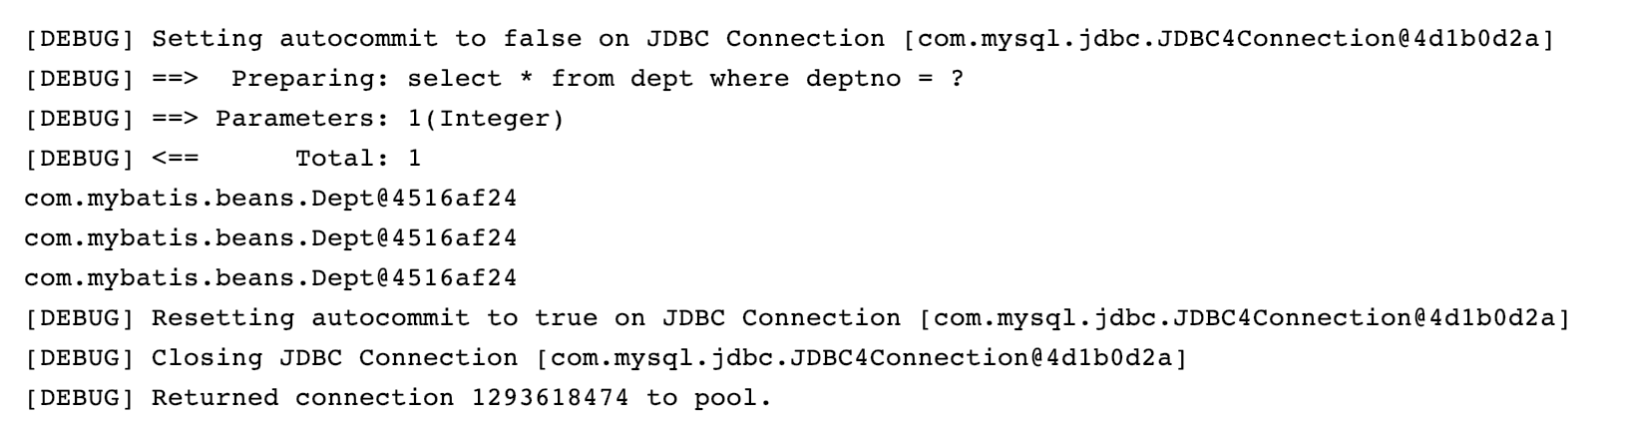 [DEBUG] Setting autocommit to false on JDBC Connection [com.mysql.jdbc.JDBC4Connection@4d1b0d2a]
[DEBUG] ==>  Preparing: select * from dept where deptno = ?
[DEBUG] ==> Parameters: 1(Integer)
[DEBUG] <==      Total: 1
com.mybatis.beans.Dept@4516af24
com.mybatis.beans.Dept@4516af24
com.mybatis.beans.Dept@4516af24
[DEBUG] Resetting autocommit to true on JDBC Connection [com.mysql.jdbc.JDBC4Connection@4d1b0d2a]
[DEBUG] Closing JDBC Connection [com.mysql.jdbc.JDBC4Connection@4d1b0d2a]
[DEBUG] Returned connection 1293618474 to pool.